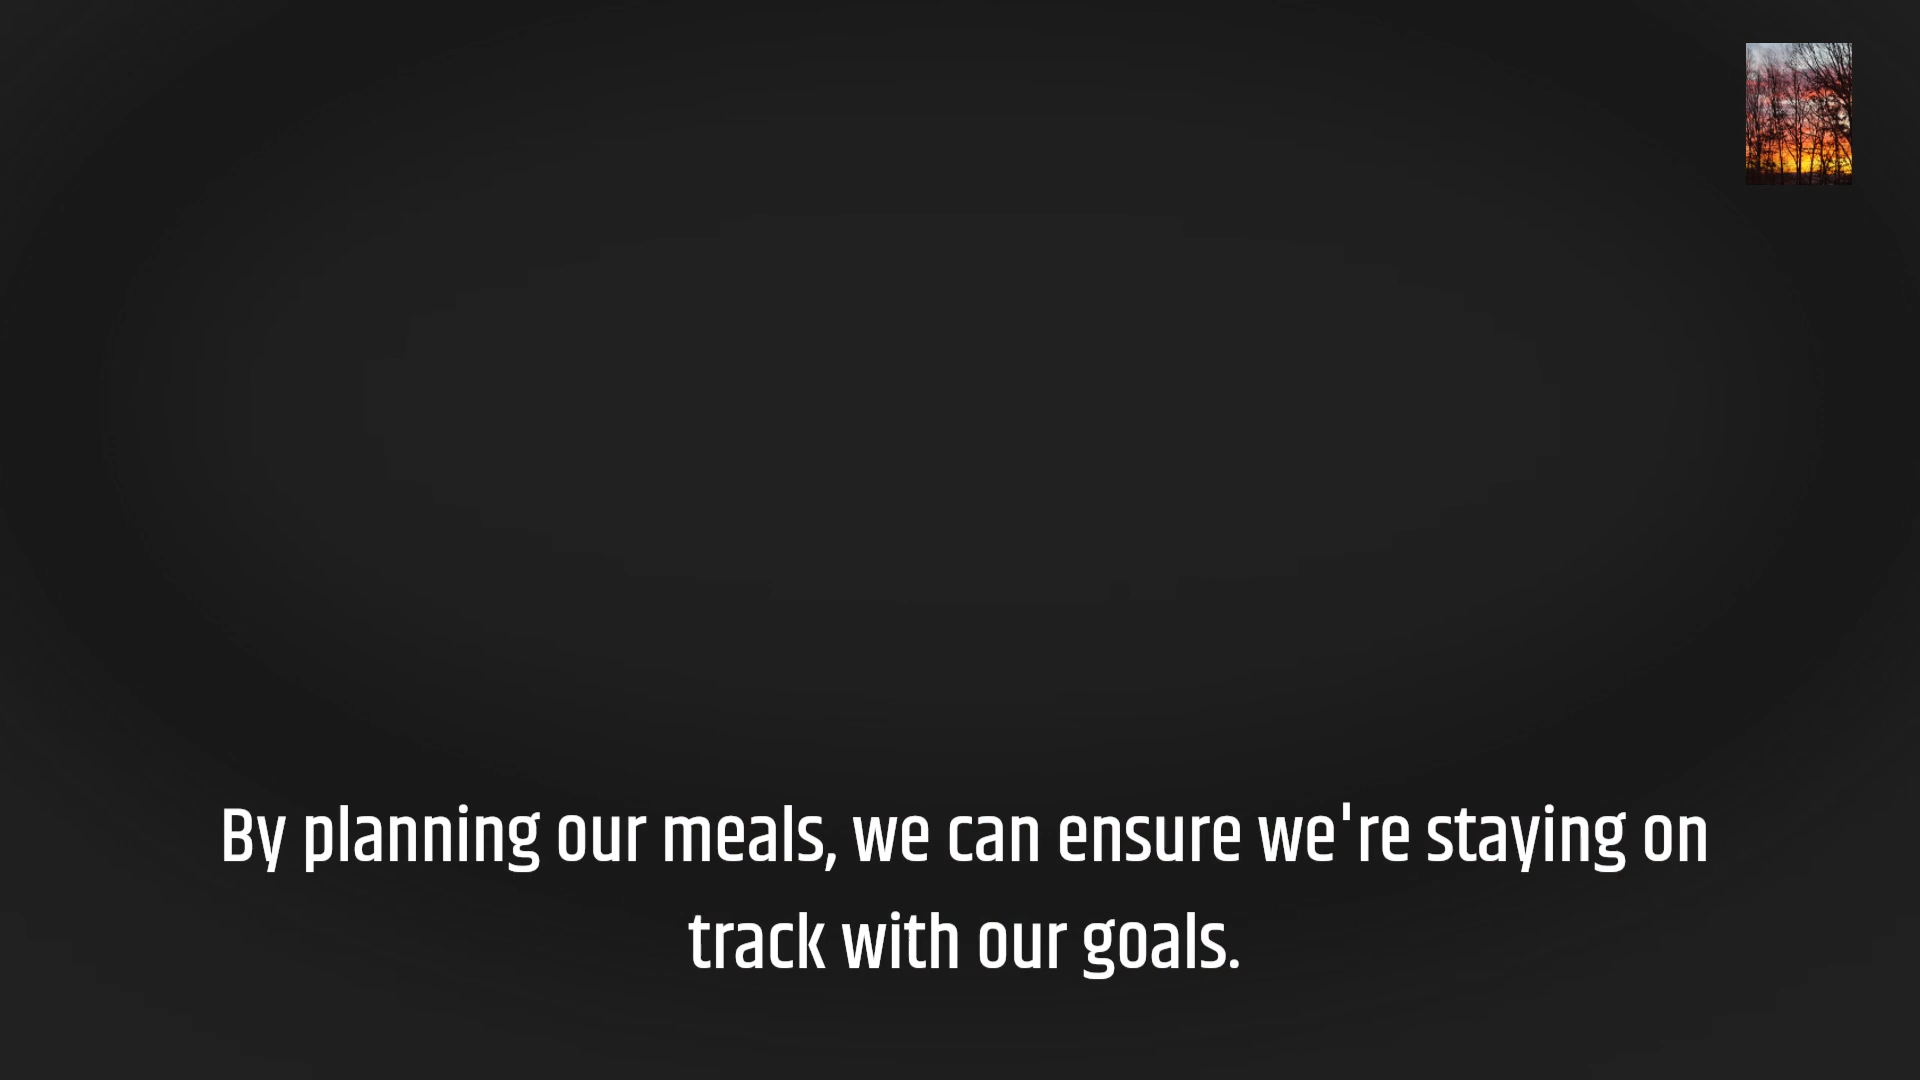 By planning our meals, we can ensure we're staying on
track with our goals.